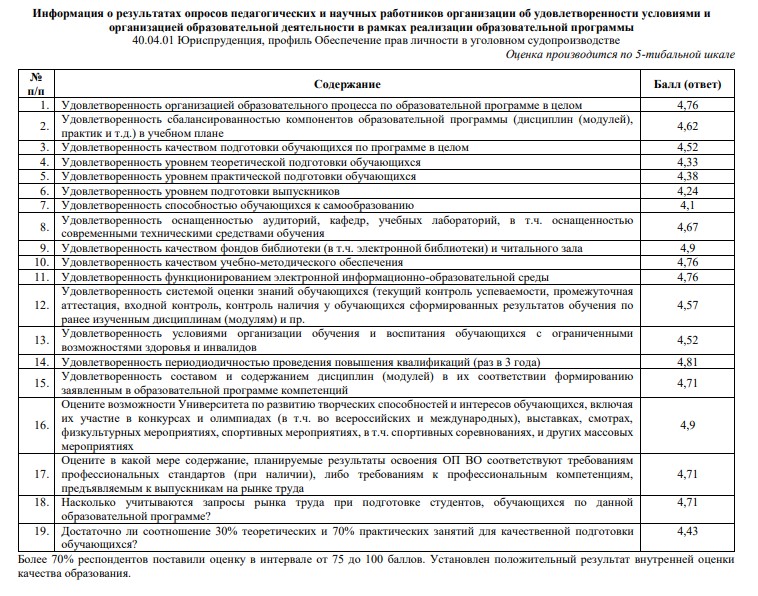 Информация о результатах опросов педагогических и научных работников организации об удовлетворенности условиями и
организацией образовательной деятельности в рамках реализации образовательной программы
40.04.01 Юриспруденция, профиль Обеспечение прав личности в уголовном судопроизводстве
Оценка производится по 5-тибальной шкале
№ п/п Содержание Балл (ответ)
1. Удовлетворенность организацией образовательного процесса по образовательной программе в целом 4,76
2. Удовлетворенность сбалансированностью компонентов образовательной программы (дисциплин (модулей),
практик и т.д.) в учебном плане 4,62
3. Удовлетворенность качеством подготовки обучающихся по программе в целом 4,52
4. Удовлетворенность уровнем теоретической подготовки обучающихся 4,33
5. Удовлетворенность уровнем практической подготовки обучающихся 4,38
6. Удовлетворенность уровнем подготовки выпускников 4,24
7. Удовлетворенность способностью обучающихся к самообразованию 4,1
8. Удовлетворенность оснащенностью аудиторий, кафедр, учебных лабораторий, в т.ч. оснащенностью
современными техническими средствами обучения 4,67
9. Удовлетворенность качеством фондов библиотеки (в т.ч. электронной библиотеки) и читального зала 4,9
10. Удовлетворенность качеством учебно-методического обеспечения 4,76
11. Удовлетворенность функционированием электронной информационно-образовательной среды 4,76
12. Удовлетворенность системой оценки знаний обучающихся (текущий контроль успеваемости, промежуточная
аттестация, входной контроль, контроль наличия у обучающихся сформированных результатов обучения по
ранее изученным дисциплинам (модулям) и пр. 4,57
13. Удовлетворенность условиями организации обучения и воспитания обучающихся с ограниченными
возможностями здоровья и инвалидов 4,52
14. Удовлетворенность периодиодичностью проведения повышения квалификаций (раз в 3 года) 4,81
15. Удовлетворенность составом и содержанием дисциплин (модулей) в их соответствии формированию
заявленным в образовательной программе компетенций 4,71
16. Оцените возможности Университета по развитию творческих способностей и интересов обучающихся, включая
их участие в конкурсах и олимпиадах (в т.ч. во всероссийских и международных), выставках, смотрах,
физкультурных мероприятиях, спортивных мероприятиях, в т.ч. спортивных соревнованиях, и других массовых
мероприятиях 4,9
17. Оцените в какой мере содержание, планируемые результаты освоения ОП ВО соответствуют требованиям
профессиональных стандартов (при наличии), либо требованиям к профессиональным компетенциям,
предъявляемым к выпускникам на рынке труда 4,71
18. Насколько учитываются запросы рынка труда при подготовке студентов, обучающихся по данной
образовательной программе? 4,71
19. Достаточно ли соотношение 30% теоретических и 70% практических занятий для качественной подготовки
обучающихся? 4,43
Более 70% респондентов поставили оценку в интервале от 75 до 100 баллов. Установлен положительный результат внутренней оценки
качества образования.